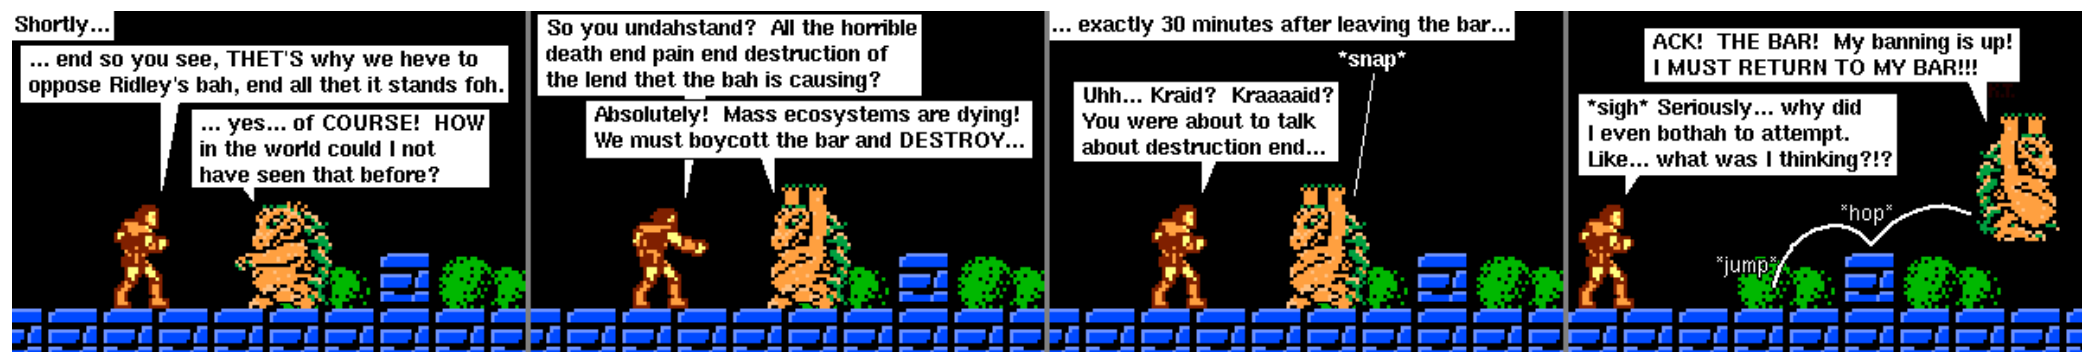 Shortly...
... end so you see, THET'S why we heve to
oppose Ridley's bah, end all thet it stands foh.
... yes... of COURSE!  HOW
in the world could I not
have seen that before?
So you undahstand?  All the horrible
death end pain end destruction of
the lend thet the bah is causing?
Absolutely!  Mass ecosystems are dying!
We must boycott the bar and DESTROY...
... exactly 30 minutes after leaving the bar...
*snap*
Uhh... Kraid?  Kraaaaid?
You were about to talk
about destruction end...
ACK!  THE BAR!  My banning is up!
I MUST RETURN TO MY BAR!!!
N.T.
*sigh* Seriously... why did
I even bothah to attempt.
Like... what was I thinking?!?
*hop*
*jump*